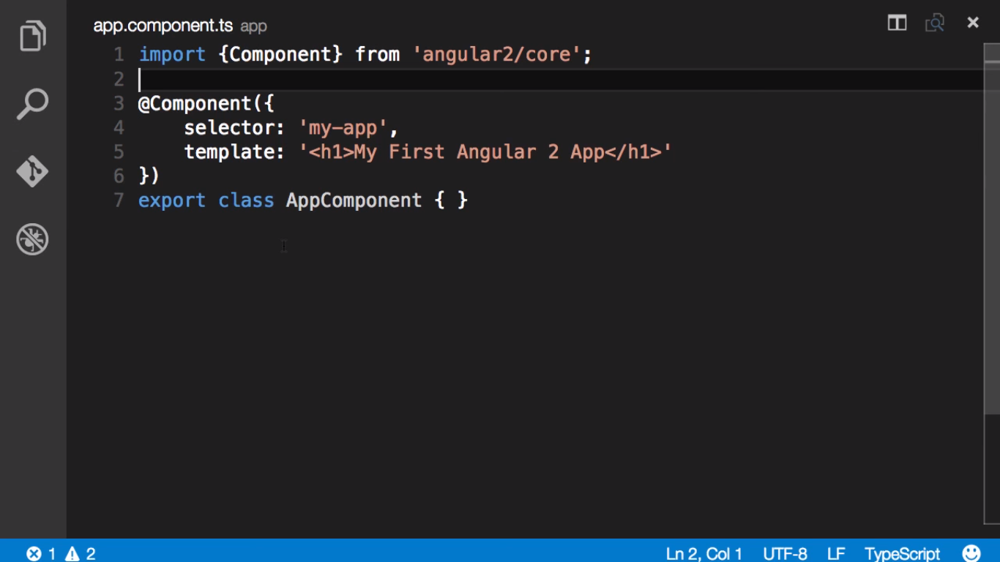 app.component.ts app
1 import {Component} from 'angular2/core';
2
3 @Component({
4     selector: 'my-app',
5     template: '<h1>My First Angular 2 App</h1>'
6 })
7 export class AppComponent { }
1 2 Ln 2, Col 1 UTF-8 LF TypeScript